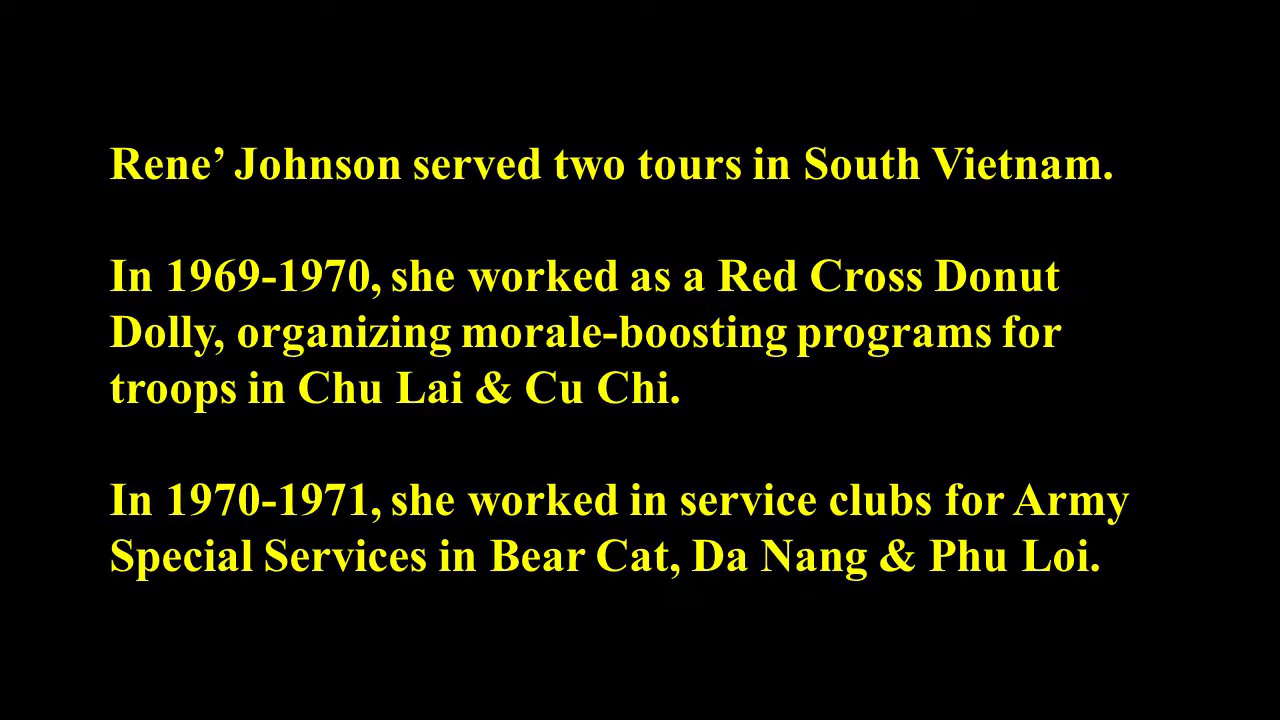 Rene’ Johnson served two tours in South Vietnam.
In 1969-1970, she worked as a Red Cross Donut
Dolly, organizing morale-boosting programs for
troops in Chu Lai & Cu Chi.
In 1970-1971, she worked in service clubs for Army
Special Services in Bear Cat, Da Nang & Phu Loi.